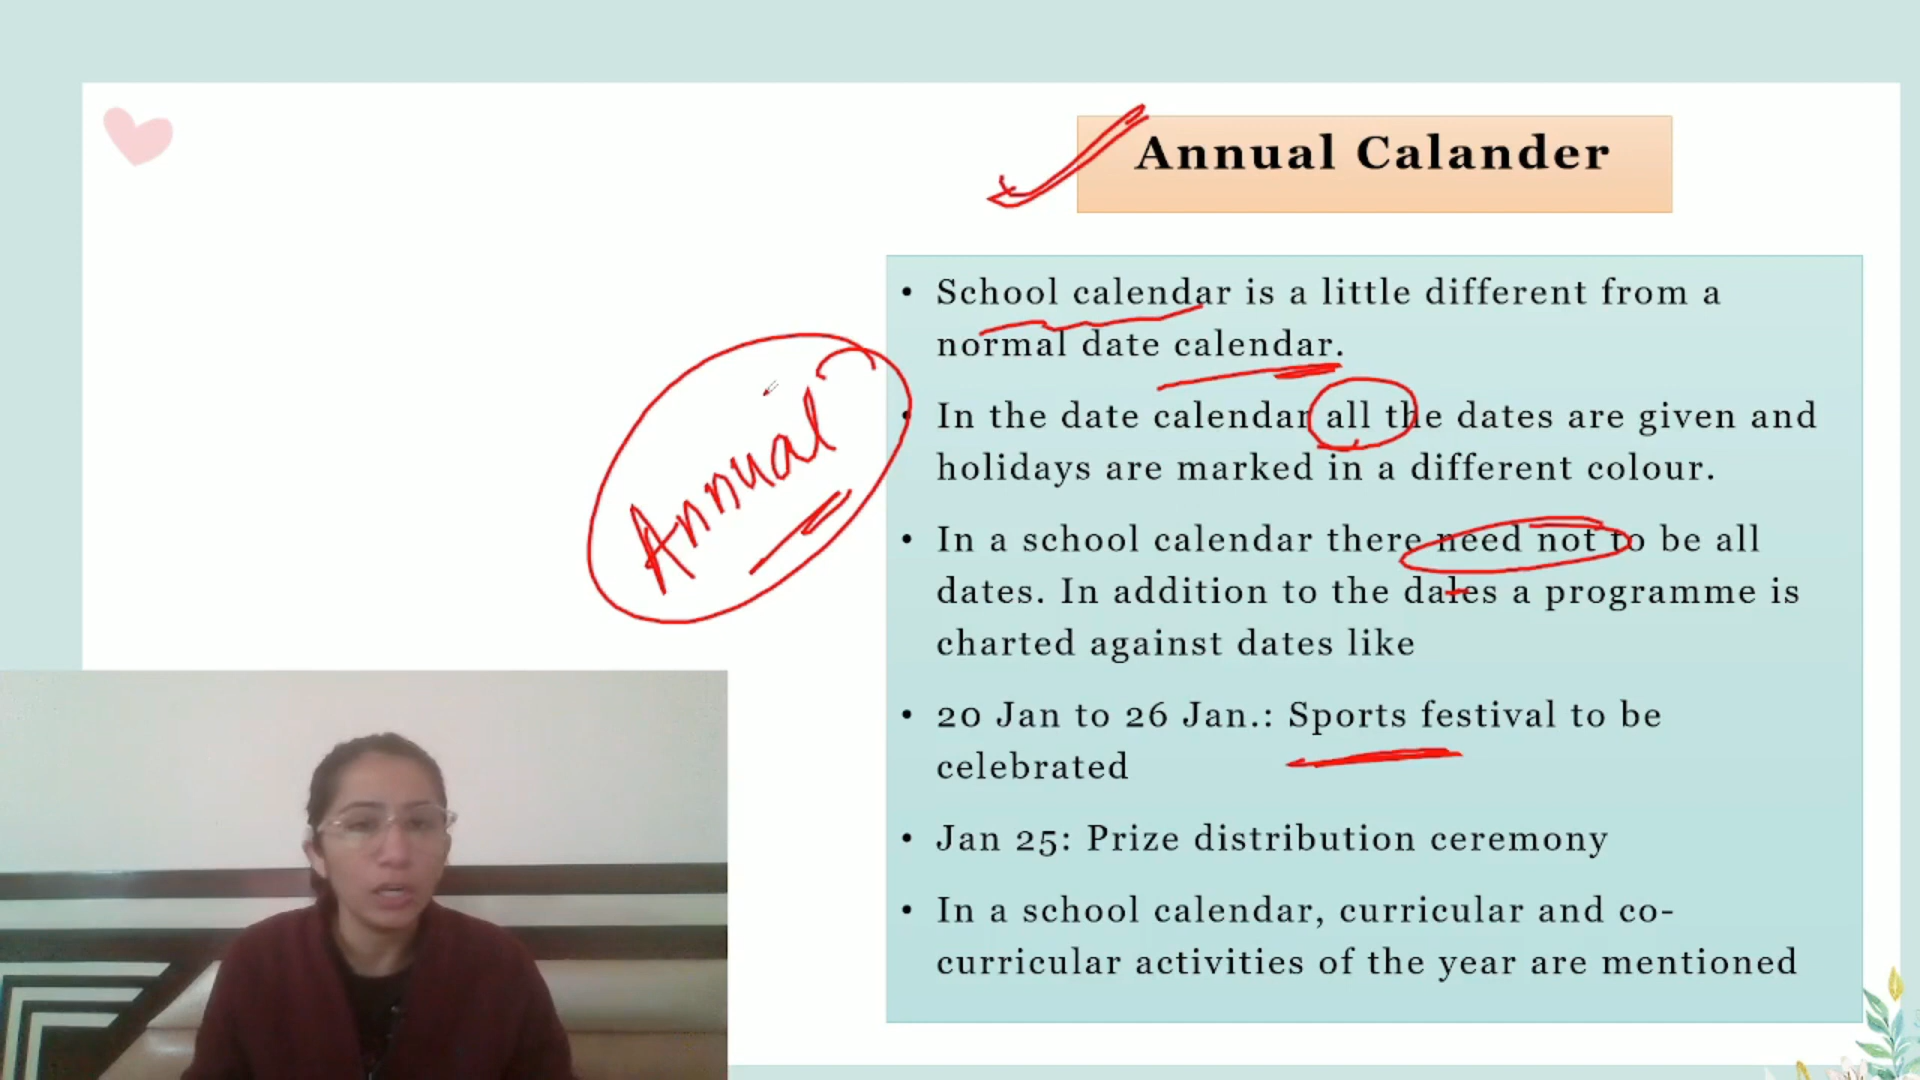 Annual Calander
• School calendar is a little different from a
normal date calendar.
• In the date calendar all the dates are given and
holidays are marked in a different colour.
• In a school calendar there need not to be all
dates. In addition to the dates a programme is
charted against dates like
• 20 Jan to 26 Jan.: Sports festival to be
celebrated
• Jan 25: Prize distribution ceremony
• In a school calendar, curricular and co-
curricular activities of the year are mentioned
Annual